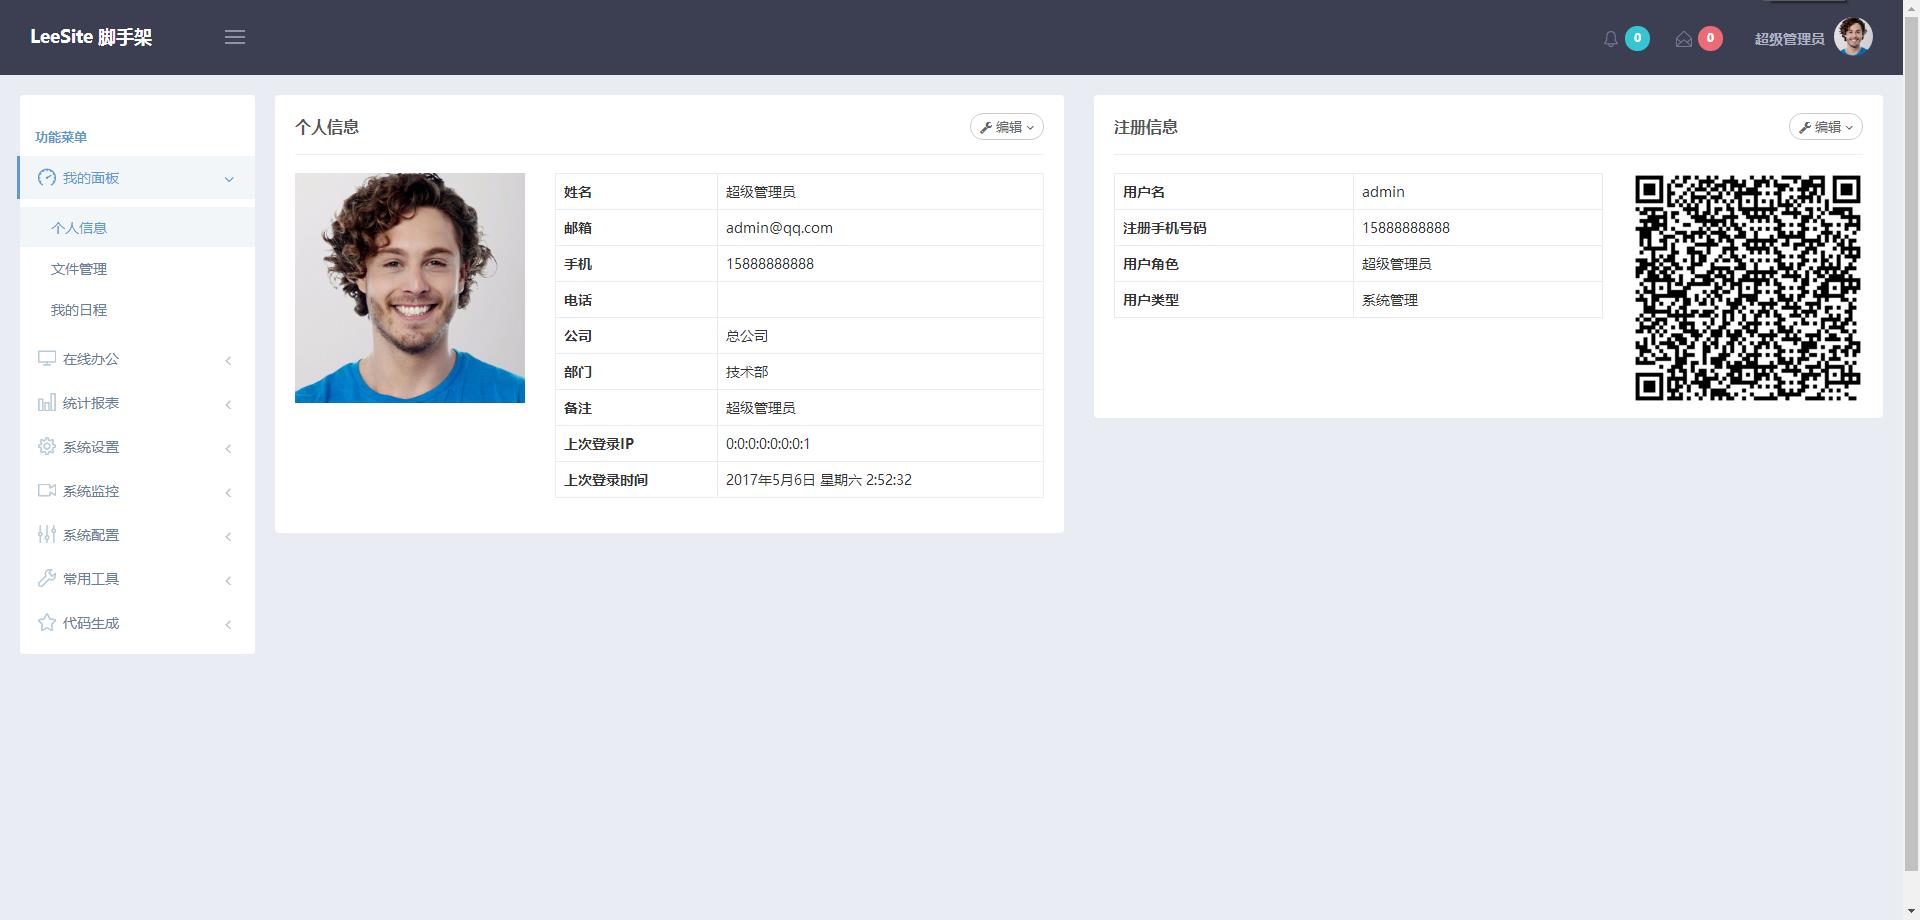 LeeSite 脚手架
0
0
超级管理员
功能菜单
我的面板
个人信息
文件管理
我的日程
在线办公
统计报表
系统设置
系统监控
系统配置
常用工具
代码生成
个人信息
编辑
姓名 超级管理员
邮箱 admin@qq.com
手机 15888888888
电话
公司 总公司
部门 技术部
备注 超级管理员
上次登录IP 0:0:0:0:0:0:0:1
上次登录时间 2017年5月6日 星期六 2:52:32
注册信息
编辑
用户名 admin
注册手机号码 15888888888
用户角色 超级管理员
用户类型 系统管理